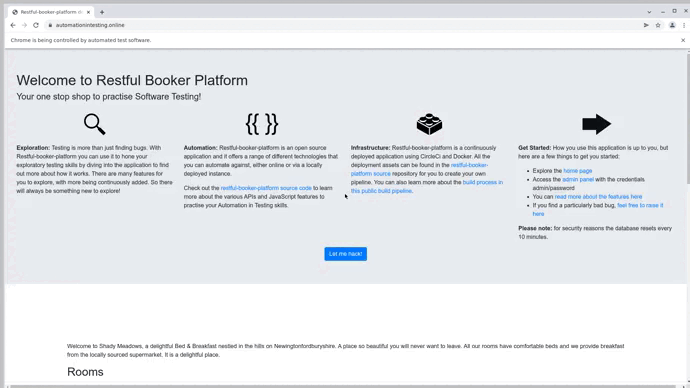 Restful-booker-platform d
automationintesting.online
Chrome is being controlled by automated test software.
Welcome to Restful Booker Platform
Your one stop shop to practise Software Testing!
{{ }}
Exploration: Testing is more than just finding bugs. With
Restful-booker-platform you can use it to hone your
exploratory testing skills by diving into the application to
find out more about how it works. There are many features for
you to explore, with more being continuously added. So there
will always be something new to explore!
Automation: Restful-booker-platform is an open source
application and it offers a range of different technologies that
you can automate against, either online or via a locally
deployed instance.
Check out the restful-booker-platform source code to learn
more about the various APIs and JavaScript features to
practise your Automation in Testing skills.
Infrastructure: Restful-booker-platform is a continuously
deployed application using CircleCi and Docker. All the
deployment assets can be found in the restful-booker-
platform source repository for you to create your own
pipeline. You can also learn more about the build process in
this public build pipeline.
Get Started: How you use this application is up to you, but
here are a few things to get you started:
Explore the home page
Access the admin panel with the credentials
admin/password
You can read more about the features here
If you find a particularly bad bug, feel free to raise it
here
Please note: for security reasons the database resets every
10 minutes.
Let me hack!
Welcome to Shady Meadows, a delightful Bed & Breakfast nestled in the hills on Newingtonfordburyshire. A place so beautiful you will never want to leave. All our rooms have comfortable beds and we provide breakfast
from the locally sourced supermarket. It is a delightful place.
Rooms